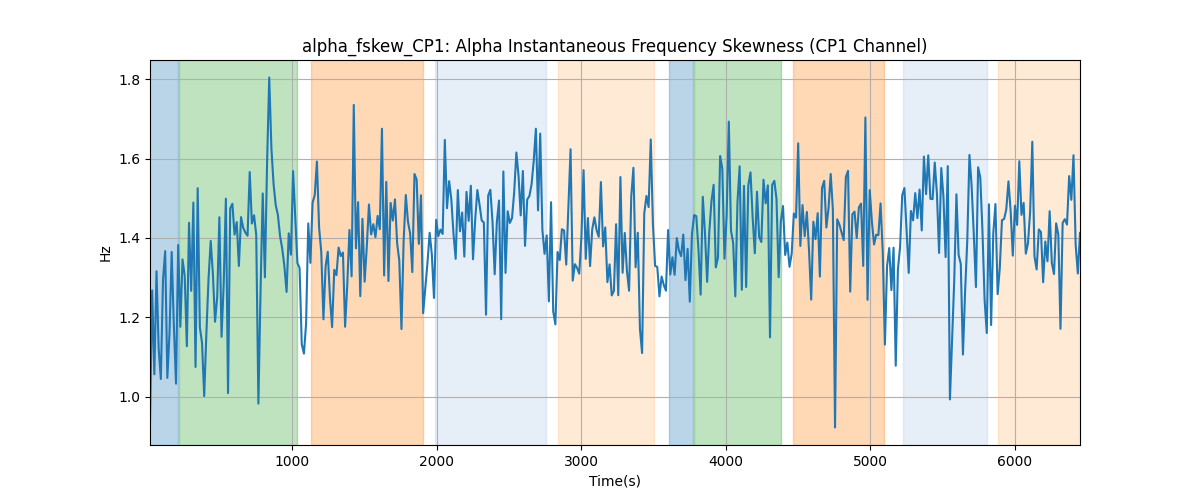 alpha_fskew_CP1: Alpha Instantaneous Frequency Skewness (CP1 Channel)
1.8
1.6
1.4
1.2
1.0
Hz
1000 2000 3000 4000 5000 6000
Time(s)